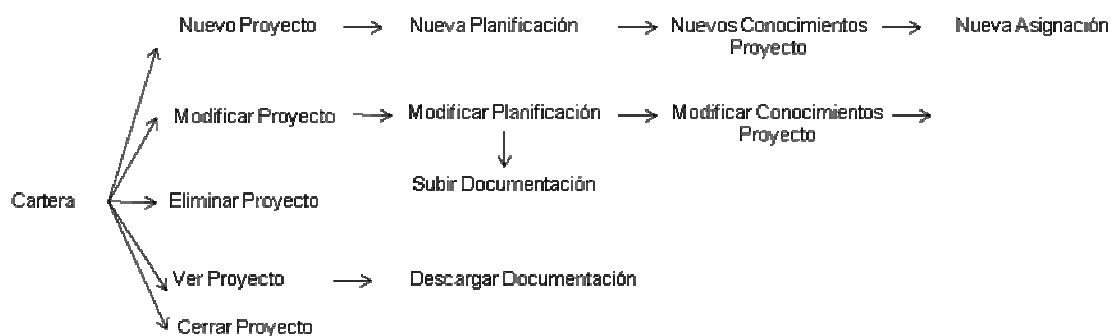 Nuevo Proyecto Nueva Planificación Nuevos Conocimientos Nueva Asignación
Proyecto
Modificar Proyecto Modificar Planificación Modificar Conocimientos
Proyecto
Subir Documentación
Cartera Eliminar Proyecto
Ver Proyecto Descargar Documentación
Cerrar Proyecto